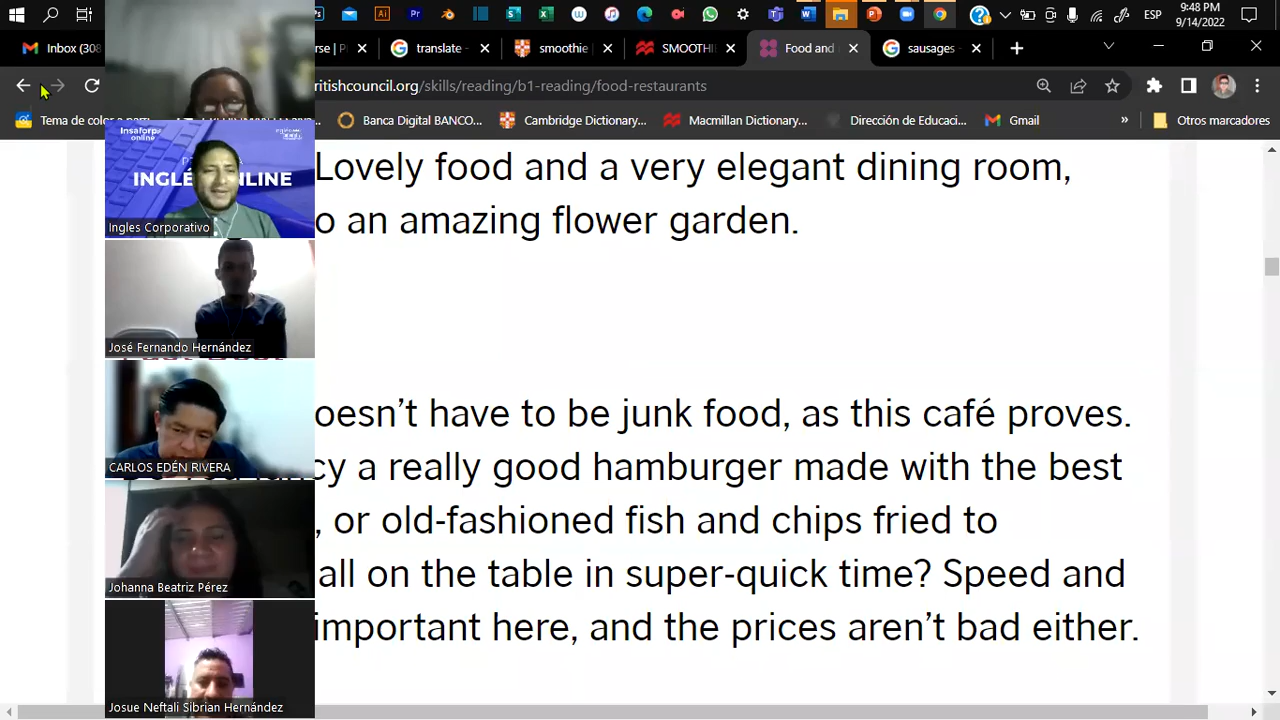 9:48 PM
ESP
9/14/2022
Inbox (308
translate -
smoothie
SMOOTHI
Food and
sausages -
ritishcouncil.org/skills/reading/b1-reading/food-restaurants
Tema de color a
Banca Digital BANCO...
Cambridge Dictionary...
Macmillan Dictionary...
Dirección de Educaci...
Gmail
»
Otros marcadores
Insaforp
online
INGLÉ ONLINE
Ingles Corporativo
José Fernando Hernández
CARLOS EDÉN RIVERA
Johanna Beatriz Pérez
Josue Neftali Sibrian Hernández
Lovely food and a very elegant dining room,
o an amazing flower garden.
oesn't have to be junk food, as this café proves.
cy a really good hamburger made with the best
, or old-fashioned fish and chips fried to
all on the table in super-quick time? Speed and
important here, and the prices aren't bad either.